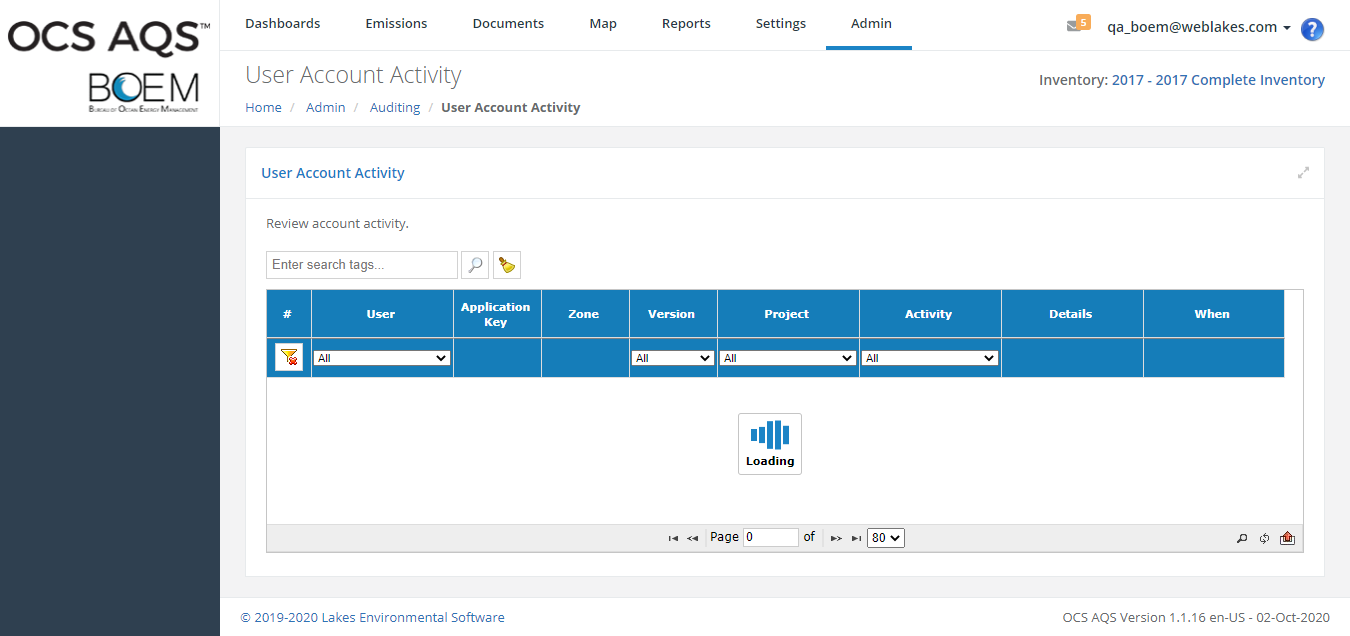 OCS AQS™
BOEM
BUREAU OF OCEAN ENERGY MANAGEMENT
Dashboards Emissions Documents Map Reports Settings Admin
5 qa_boem@weblakes.com ?
User Account Activity
Inventory: 2017 - 2017 Complete Inventory
Home / Admin / Auditing / User Account Activity
User Account Activity
Review account activity.
Enter search tags...
# User Application Key Zone Version Project Activity Details When
All All All All
Loading
Page 0 of 80
© 2019-2020 Lakes Environmental Software
OCS AQS Version 1.1.16 en-US - 02-Oct-2020